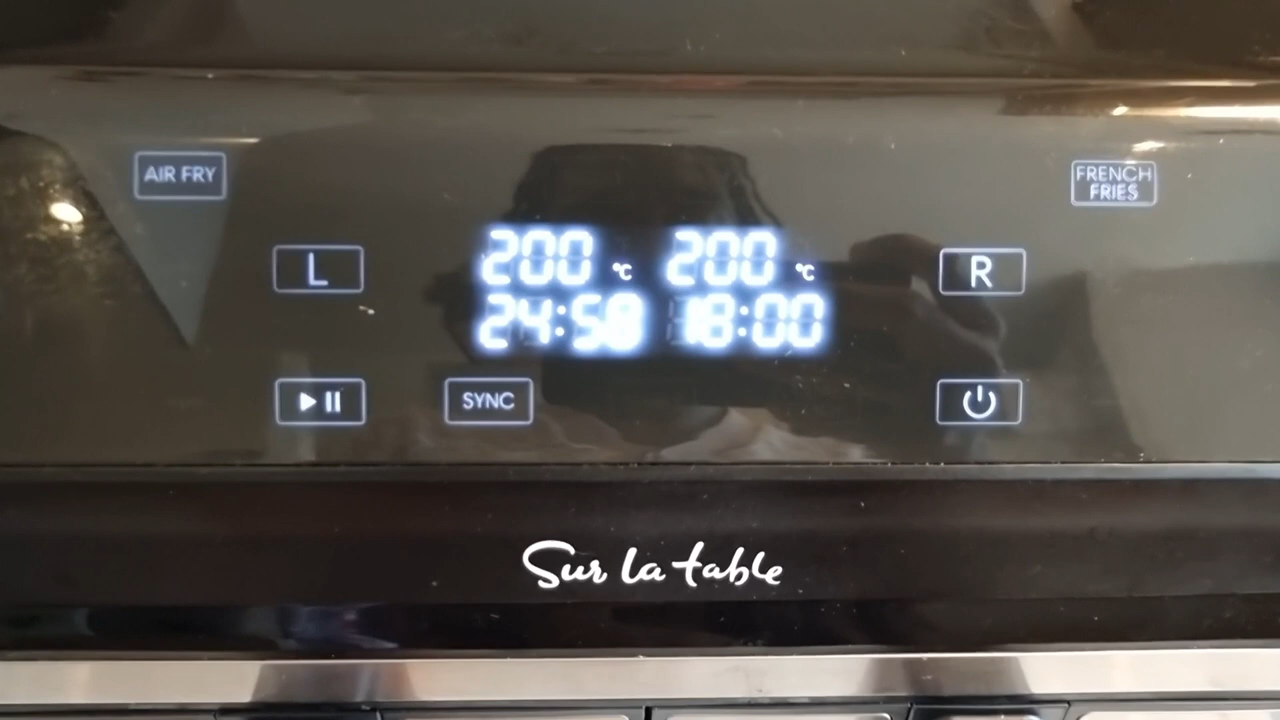 AIR FRY
FRENCH
FRIES
L
200 °C 200 °C
24:58 18:00
R
SYNC
Sur la table